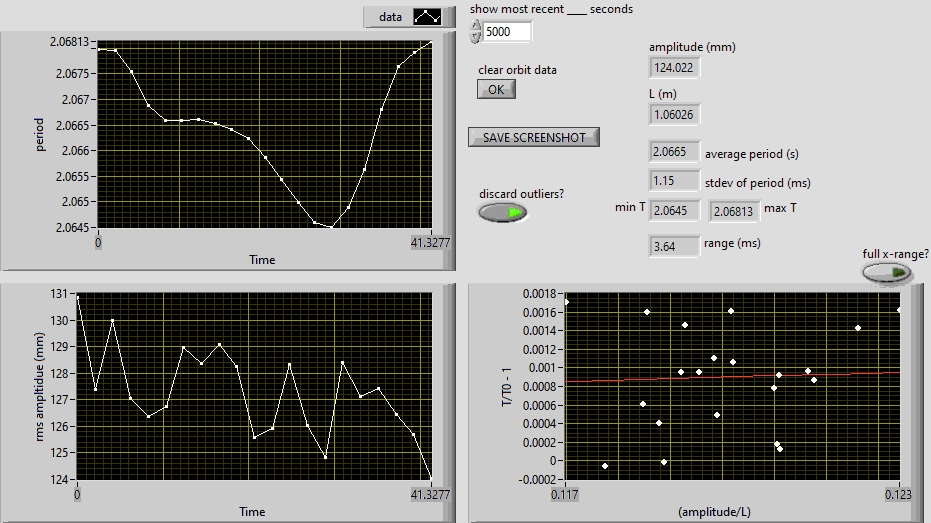 data
2.06813
2.0675
2.067
2.0665
2.066
2.0655
2.065
2.0645
period
0
41.3277
Time
show most recent ____ seconds
5000
clear orbit data
OK
SAVE SCREENSHOT
discard outliers?
amplitude (mm)
124.022
L (m)
1.06026
2.0665 average period (s)
1.15 stdev of period (ms)
min T 2.0645 2.06813 max T
3.64 range (ms)
full x-range?
131
130
129
128
127
126
125
124
rms ampltidue (mm)
0
41.3277
Time
0.0018
0.0016
0.0014
0.0012
0.001
0.0008
0.0006
0.0004
0.0002
0
-0.0002
T/T0 - 1
0.117
0.123
(amplitude/L)